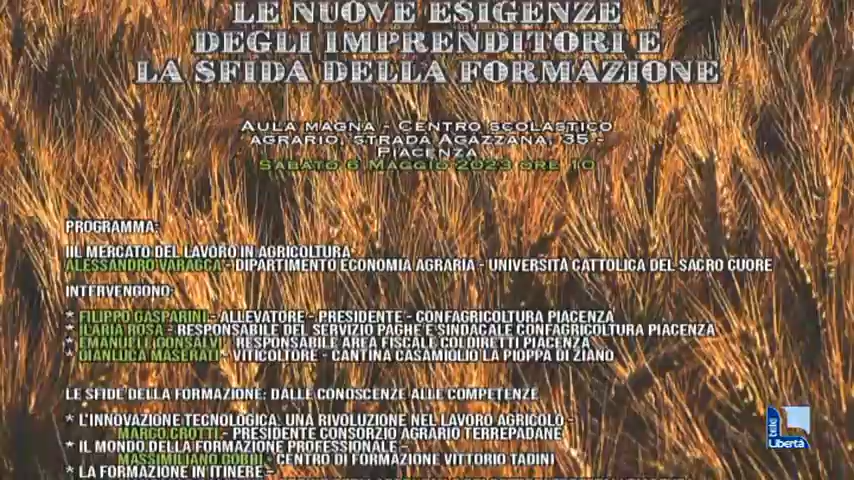 LE NUOVE ESIGENZE
DEGLI IMPRENDITORI E
LA SFIDA DELLA FORMAZIONE
AULA MAGNA - CENTRO SCOLASTICO
AGRARIO, STRADA AGAZZANA, 35 -
PIACENZA
SABATO 6 MAGGIO 2023 ORE 10
PROGRAMMA:
IIL MERCATO DEL LAVORO IN AGRICOLTURA
ALESSANDRO VARACCA - DIPARTIMENTO ECONOMIA AGRARIA - UNIVERSITÀ CATTOLICA DEL SACRO CUORE
INTERVENGONO:
* FILIPPO GASPARINI - ALLEVATORE - PRESIDENTE - CONFAGRICOLTURA PIACENZA
* ILARIA ROSA - RESPONSABILE DEL SERVIZIO PAGHE E SINDACALE CONFAGRICOLTURA PIACENZA
* EMANUELE GONSALVI - RESPONSABILE AREA FISCALE COLDIRETTI PIACENZA
* GIANLUCA MASERATI - VITICOLTORE - CANTINA CASAMIGLIO LA PIOPPA DI ZIANO
LE SFIDE DELLA FORMAZIONE: DALLE CONOSCENZE ALLE COMPETENZE
* L'INNOVAZIONE TECNOLOGICA: UNA RIVOLUZIONE NEL LAVORO AGRICOLO -
MARCO CROTTI - PRESIDENTE CONSORZIO AGRARIO TERREPADANE
* IL MONDO DELLA FORMAZIONE PROFESSIONALE -
MASSIMILIANO GOBBI - CENTRO DI FORMAZIONE VITTORIO TADINI
* LA FORMAZIONE IN ITINERE -
tele
Libertà